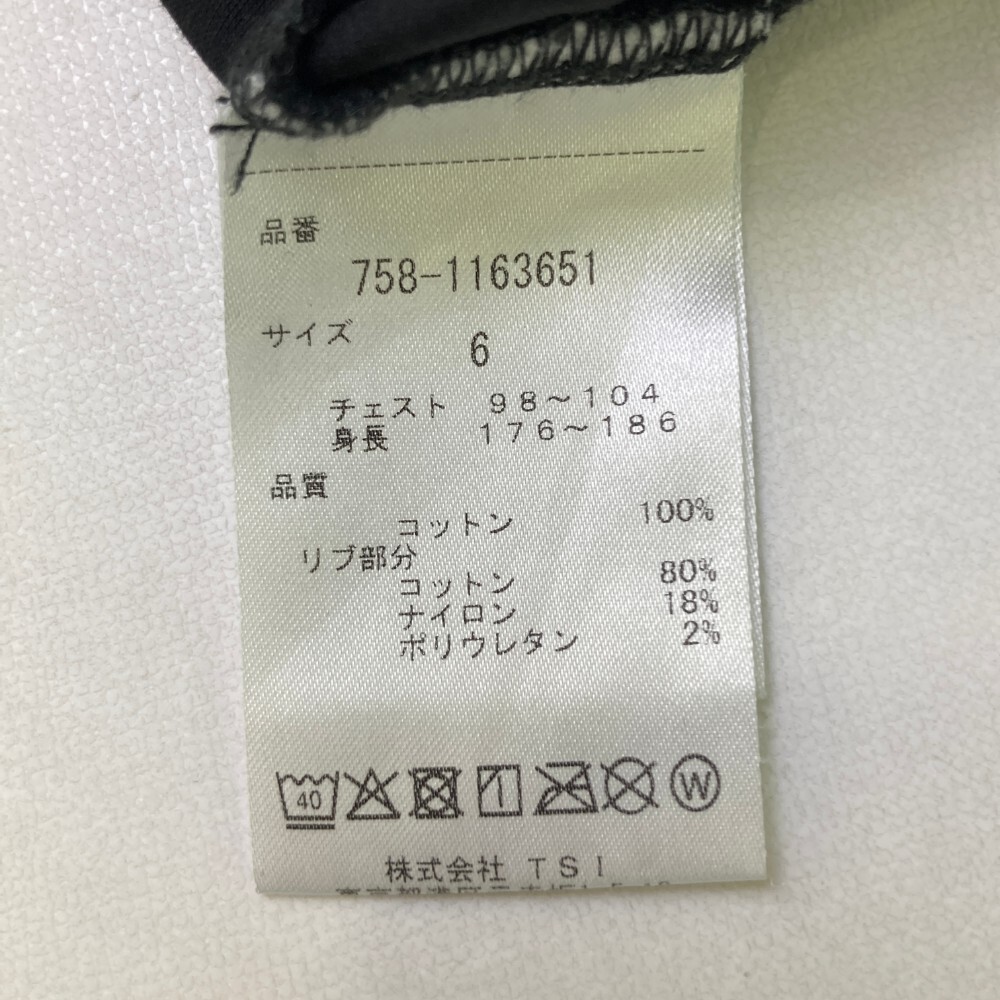 品番
758-1163651
サイズ
6
チェスト 98～104
身長 176～186
品質
コットン 100%
リブ部分
コットン 80%
ナイロン 18%
ポリウレタン 2%
40
W
株式会社 TSI